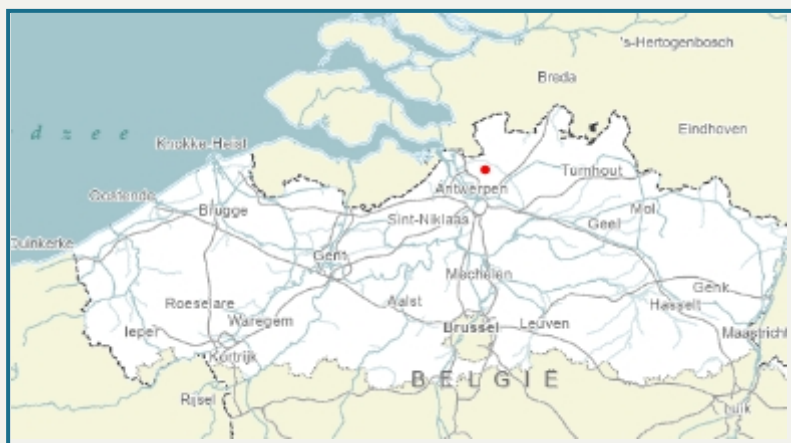 's-Hertogenbosch
Breda
Eindhoven
d z e e
Knokke-Heist
Turnhout
Antwerpen
Oostende
Brugge
Sint-Niklaas
Geel
Mol
Duinkerke
Gent
Mechelen
Genk
Roeselare
Aalst
Hasselt
Ieper
Waregem
Brussel
Leuven
Maastricht
Kortrijk
BELGIË
Rijsel
Luik